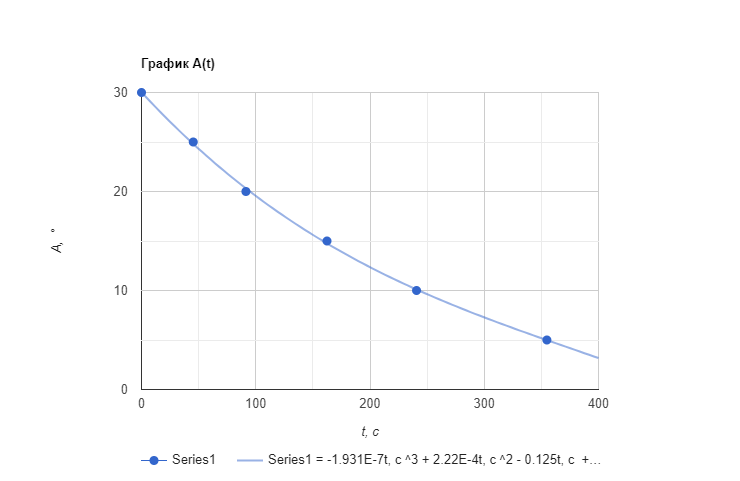 График A(t)
30
20
10
0
A, °
0 100 200 300 400
t, с
Series1 Series1 = -1.931E-7t, с ^3 + 2.22E-4t, с ^2 - 0.125t, с +…